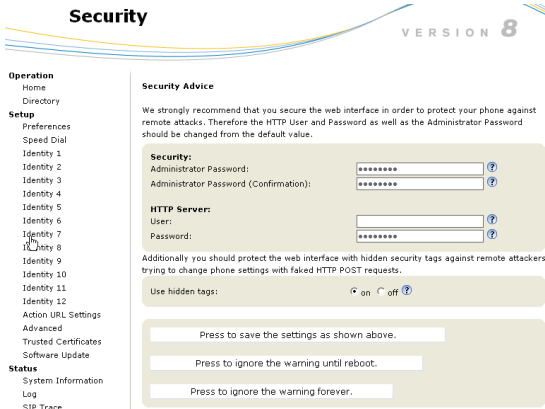 Security
VERSION 8
Operation
Home
Directory
Setup
Preferences
Speed Dial
Identity 1
Identity 2
Identity 3
Identity 4
Identity 5
Identity 6
Identity 7
Identity 8
Identity 9
Identity 10
Identity 11
Identity 12
Action URL Settings
Advanced
Trusted Certificates
Software Update
Status
System Information
Log
SIP Trace
Security Advice
We strongly recommend that you secure the web interface in order to protect your phone against
remote attacks. Therefore the HTTP User and Password as well as the Administrator Password
should be changed from the default value.
Security:
Administrator Password: ●●●●●●●● ?
Administrator Password (Confirmation): ●●●●●●●● ?
HTTP Server:
User: ?
Password: ●●●●●●●● ?
Additionally you should protect the web interface with hidden security tags against remote attackers
trying to change phone settings with faked HTTP POST requests.
Use hidden tags: on off ?
Press to save the settings as shown above.
Press to ignore the warning until reboot.
Press to ignore the warning forever.